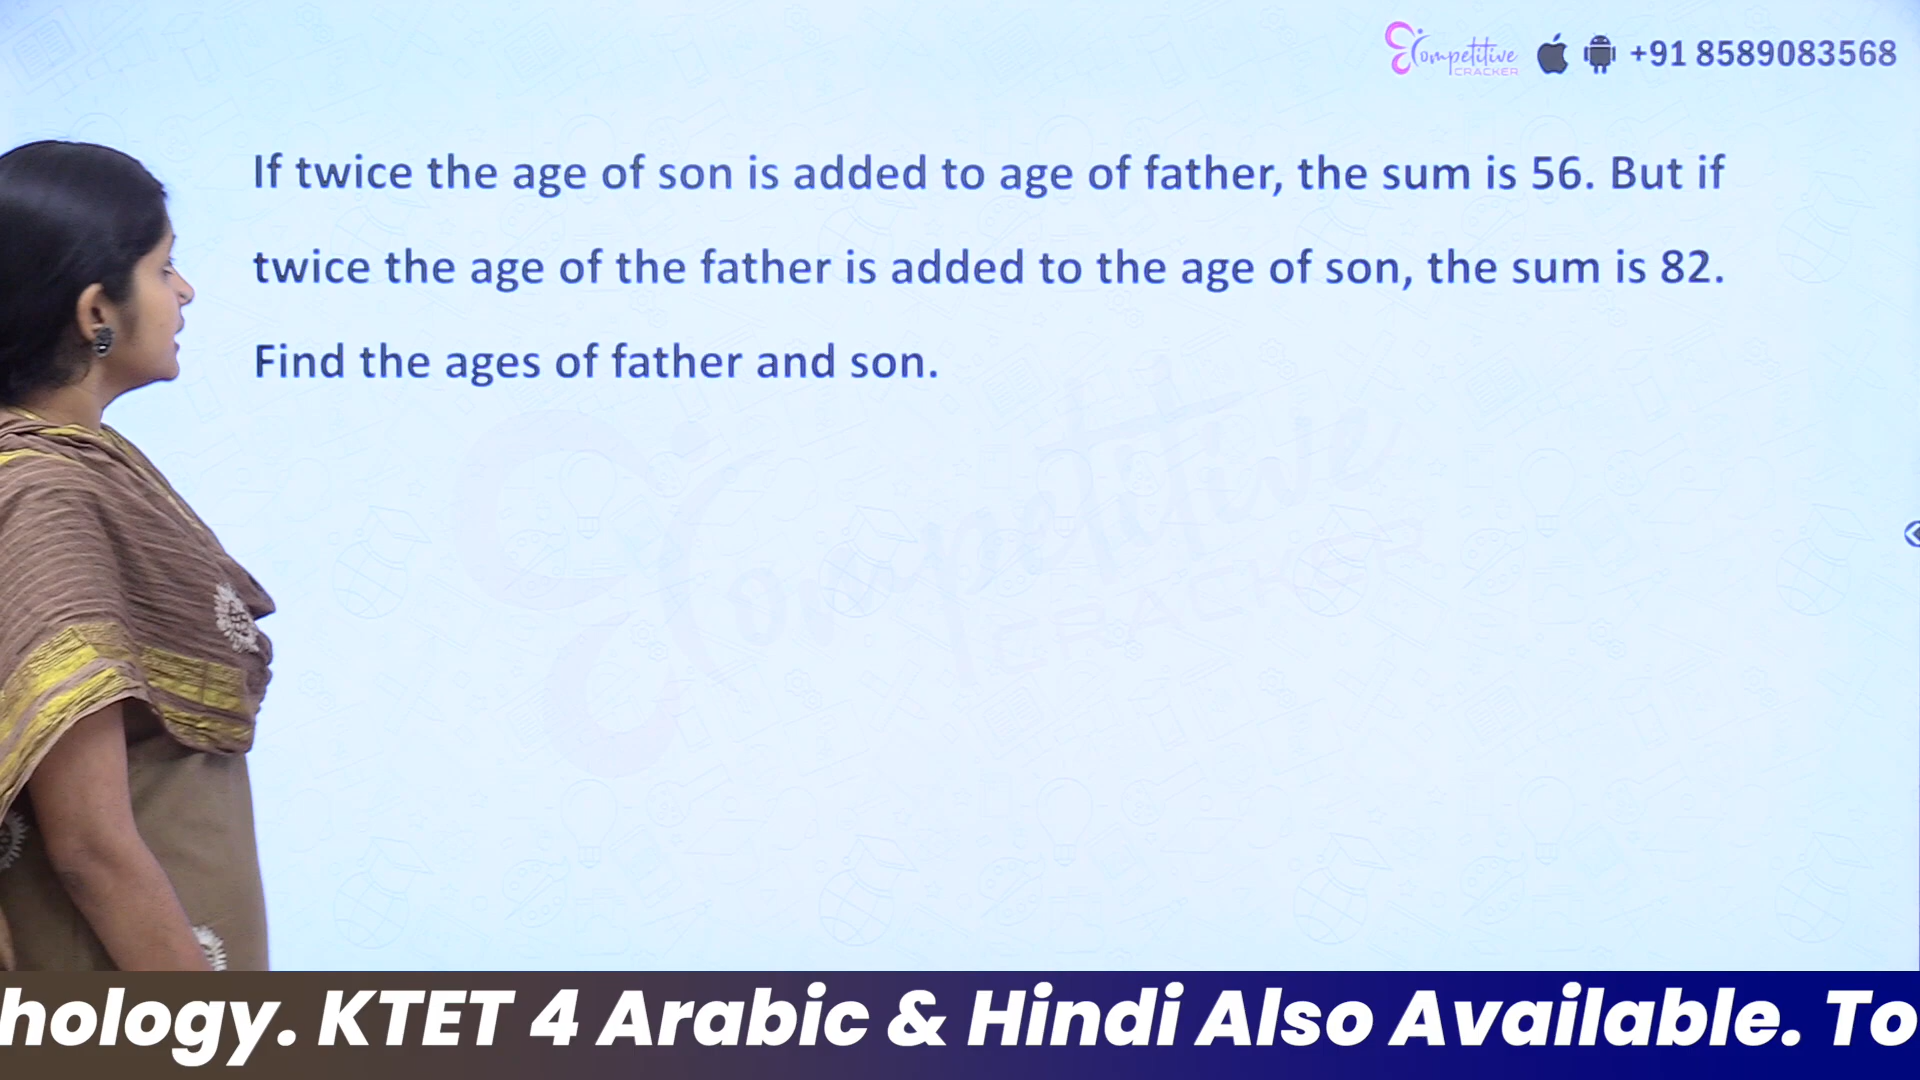 Competitive
CRACKER
+91 8589083568
If twice the age of son is added to age of father, the sum is 56. But if
twice the age of the father is added to the age of son, the sum is 82.
Find the ages of father and son.
Competitive
CRACKER
hology. KTET 4 Arabic & Hindi Also Available. To